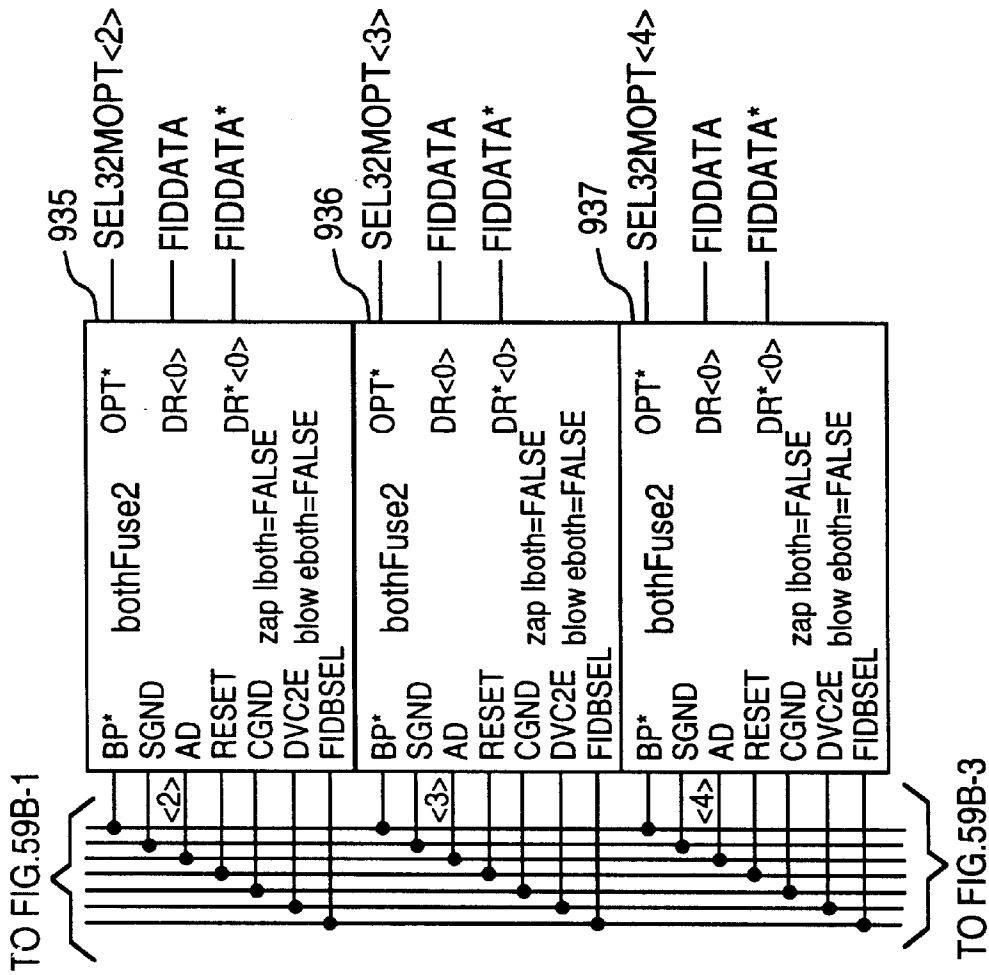 TO FIG.59B-1
935
BP*
OPT*
SEL32MOPT<2>
bothFuse2
SGND
<2>
AD
DR<0>
FIDDATA
RESET
DR*<0>
FIDDATA*
CGND
zap lboth=FALSE
DVC2E
blow eboth=FALSE
FIDBSEL
936
BP*
OPT*
SEL32MOPT<3>
bothFuse2
SGND
<3>
AD
DR<0>
FIDDATA
RESET
DR*<0>
FIDDATA*
CGND
zap lboth=FALSE
DVC2E
blow eboth=FALSE
FIDBSEL
937
BP*
OPT*
SEL32MOPT<4>
bothFuse2
SGND
<4>
AD
DR<0>
FIDDATA
RESET
DR*<0>
FIDDATA*
CGND
zap lboth=FALSE
DVC2E
blow eboth=FALSE
FIDBSEL
TO FIG.59B-3